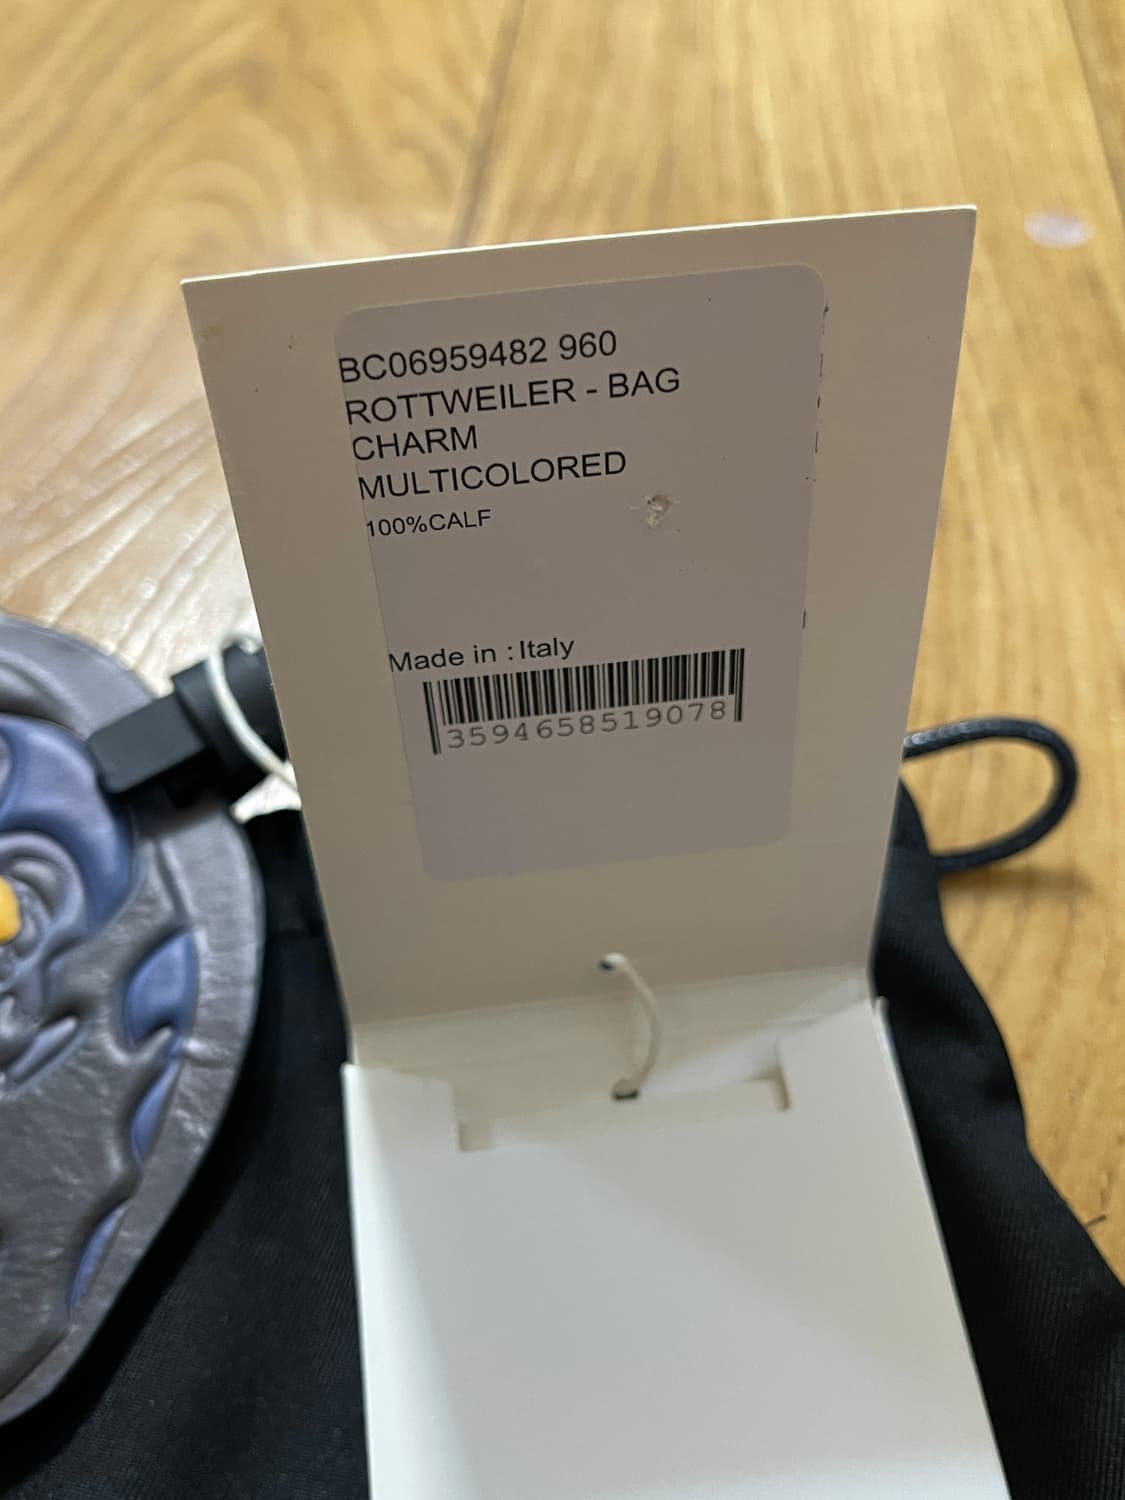 BC06959482 960
ROTTWEILER - BAG
CHARM
MULTICOLORED
100%CALF
Made in : Italy
3594658519078